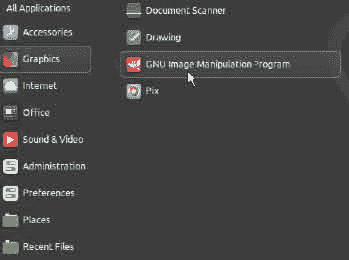 All Applications
Accessories
Graphics
Internet
Office
Sound & Video
Administration
Preferences
Places
Recent Files
Document Scanner
Drawing
GNU Image Manipulation Program
Pix